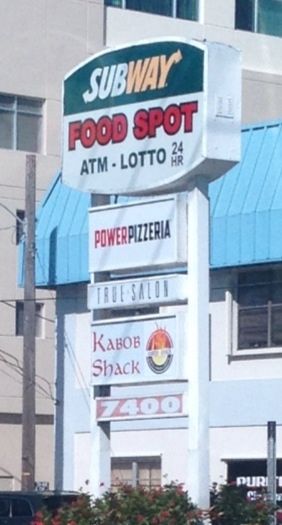 SUBWAY
FOOD SPOT
ATM - LOTTO 24 HR
POWERPIZZERIA
TRUE SALON
Kabob
Shack
7400